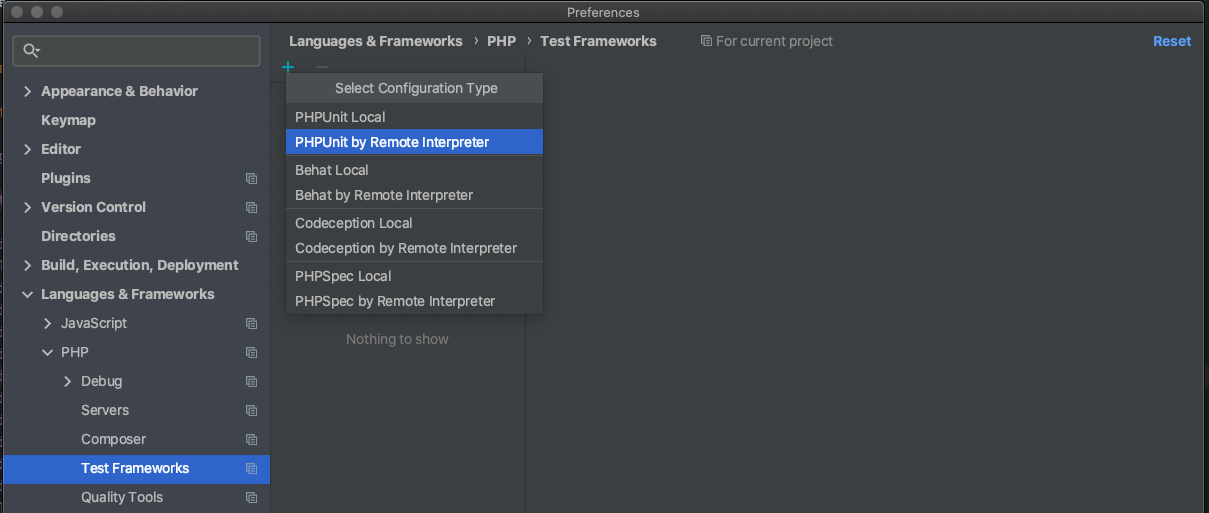 Preferences
Languages & Frameworks › PHP › Test Frameworks For current project Reset
Select Configuration Type
PHPUnit Local
PHPUnit by Remote Interpreter
Behat Local
Behat by Remote Interpreter
Codeception Local
Codeception by Remote Interpreter
PHPSpec Local
PHPSpec by Remote Interpreter
Nothing to show
Appearance & Behavior
Keymap
Editor
Plugins
Version Control
Directories
Build, Execution, Deployment
Languages & Frameworks
JavaScript
PHP
Debug
Servers
Composer
Test Frameworks
Quality Tools